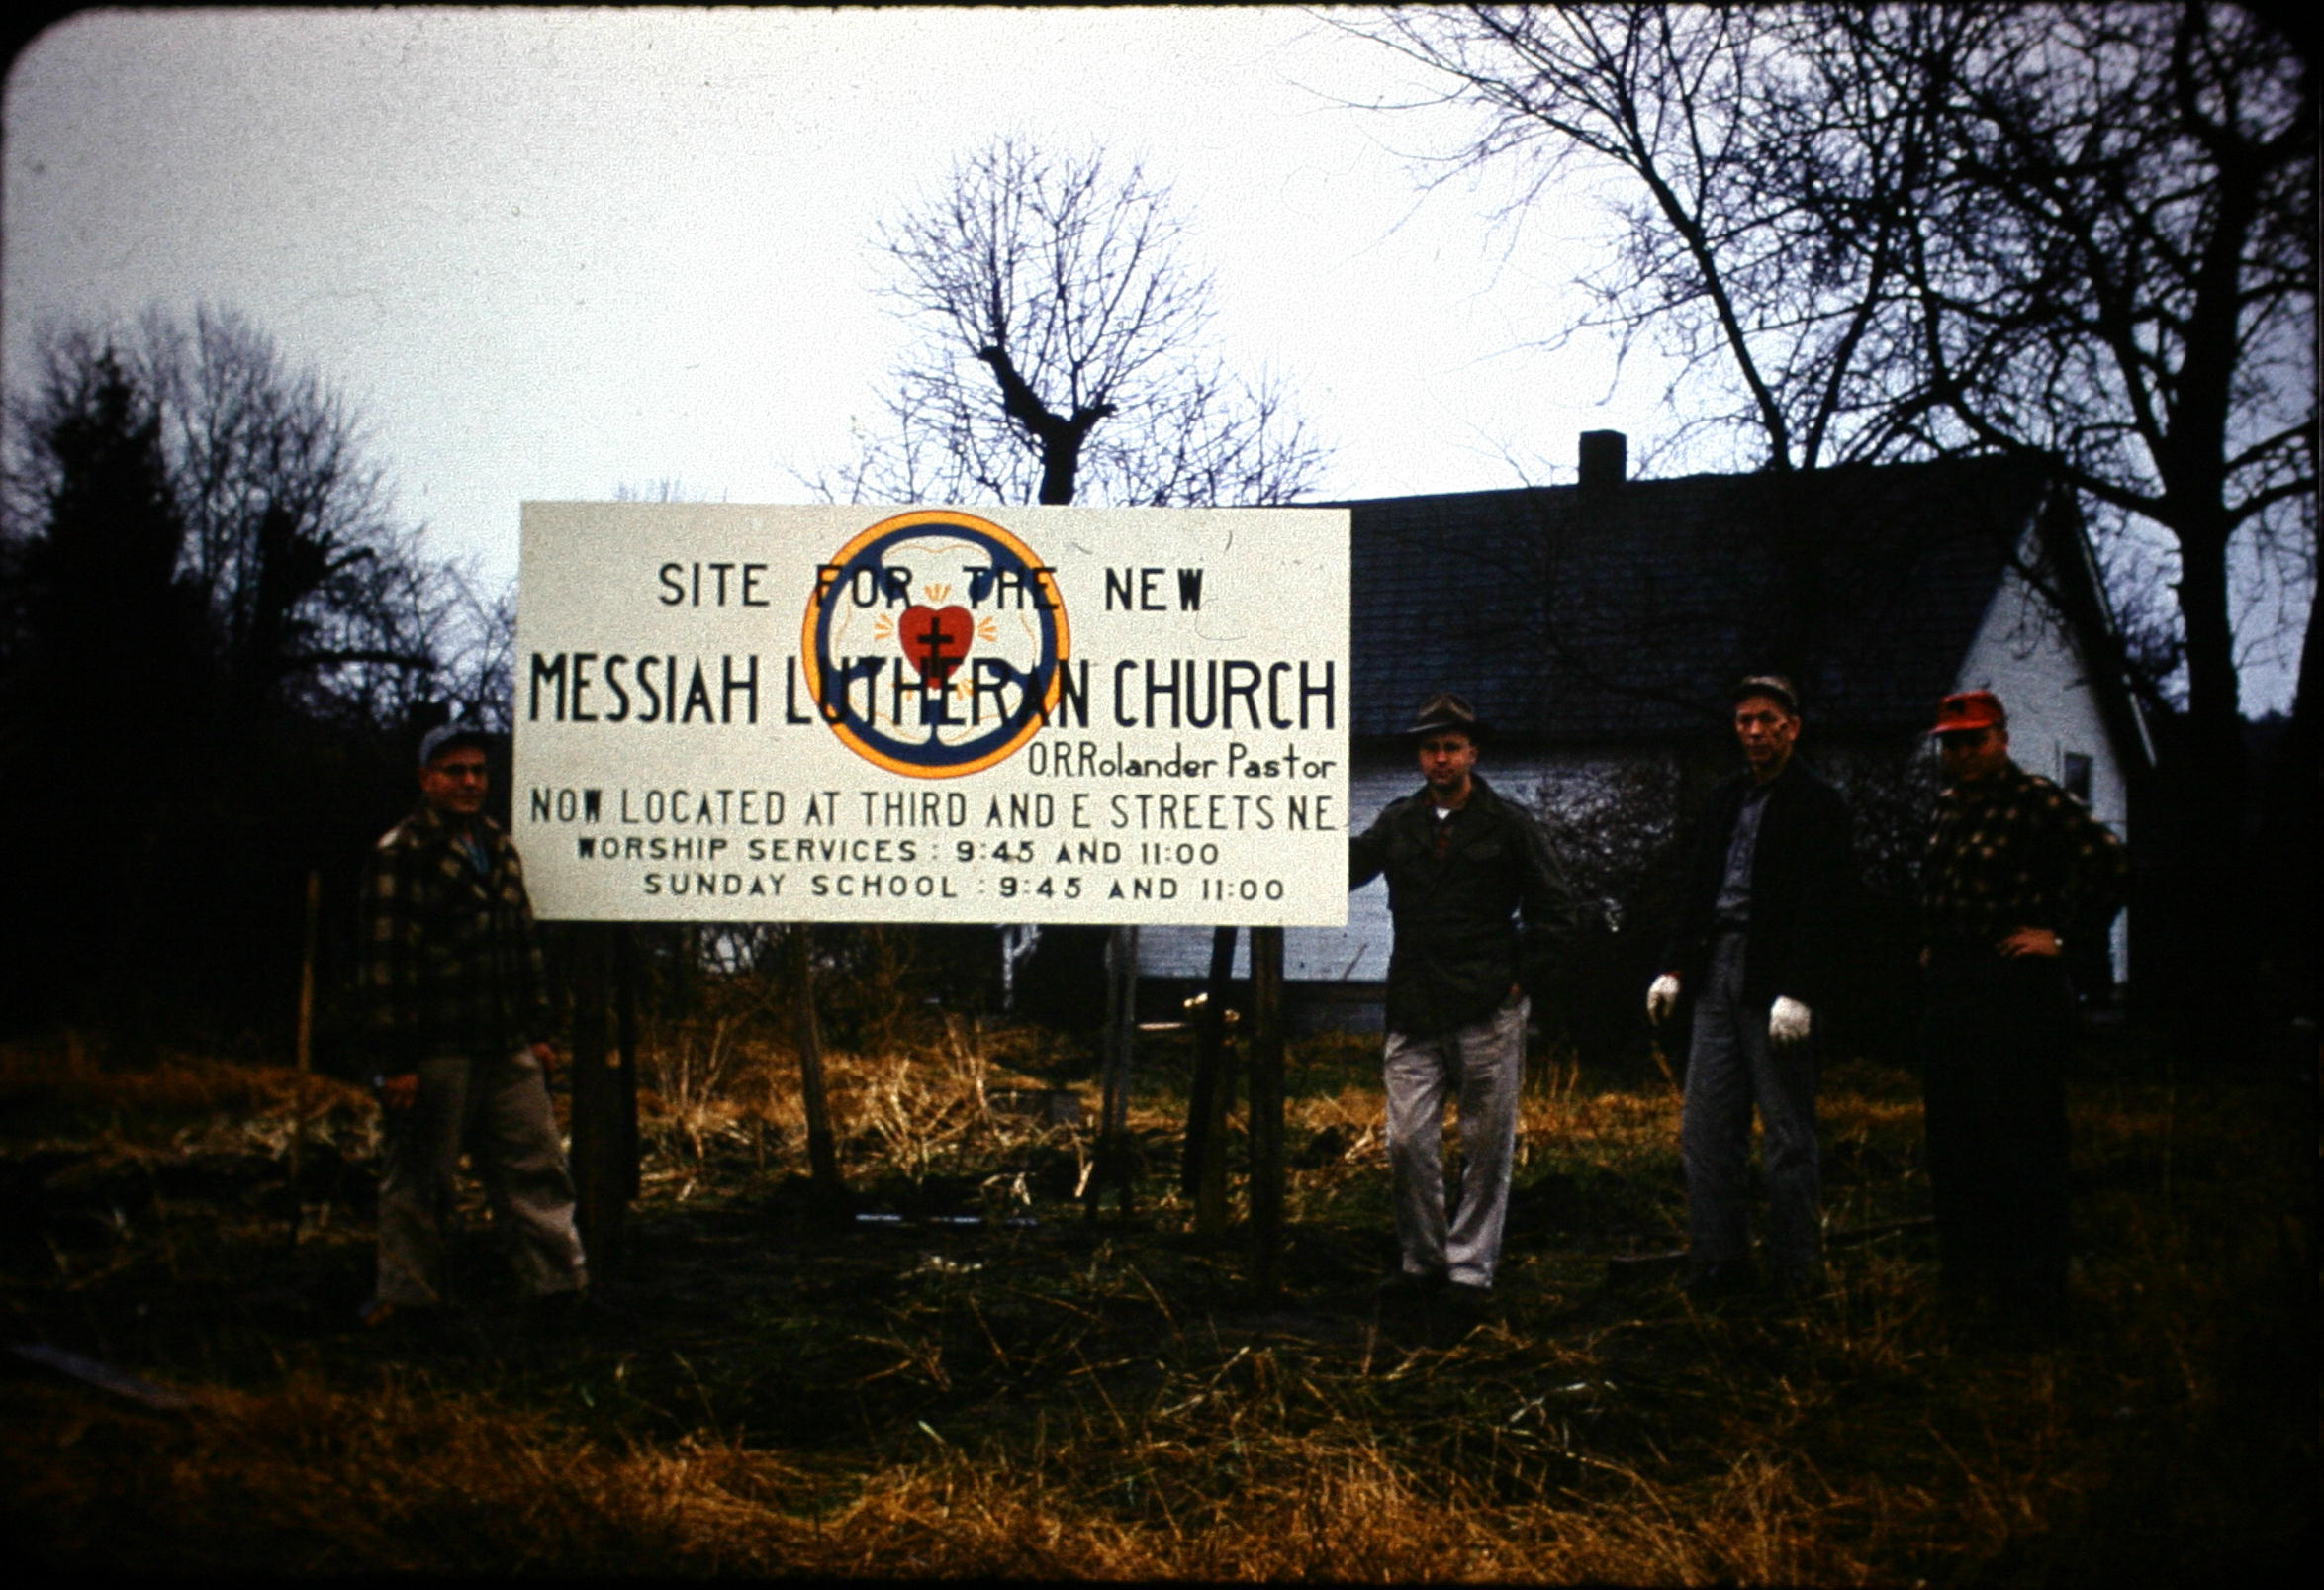 SITE FOR THE NEW
MESSIAH LUTHERAN CHURCH
O.R.Rolander Pastor
NOW LOCATED AT THIRD AND E STREETS N.E.
WORSHIP SERVICES : 9:45 AND 11:00
SUNDAY SCHOOL : 9:45 AND 11:00